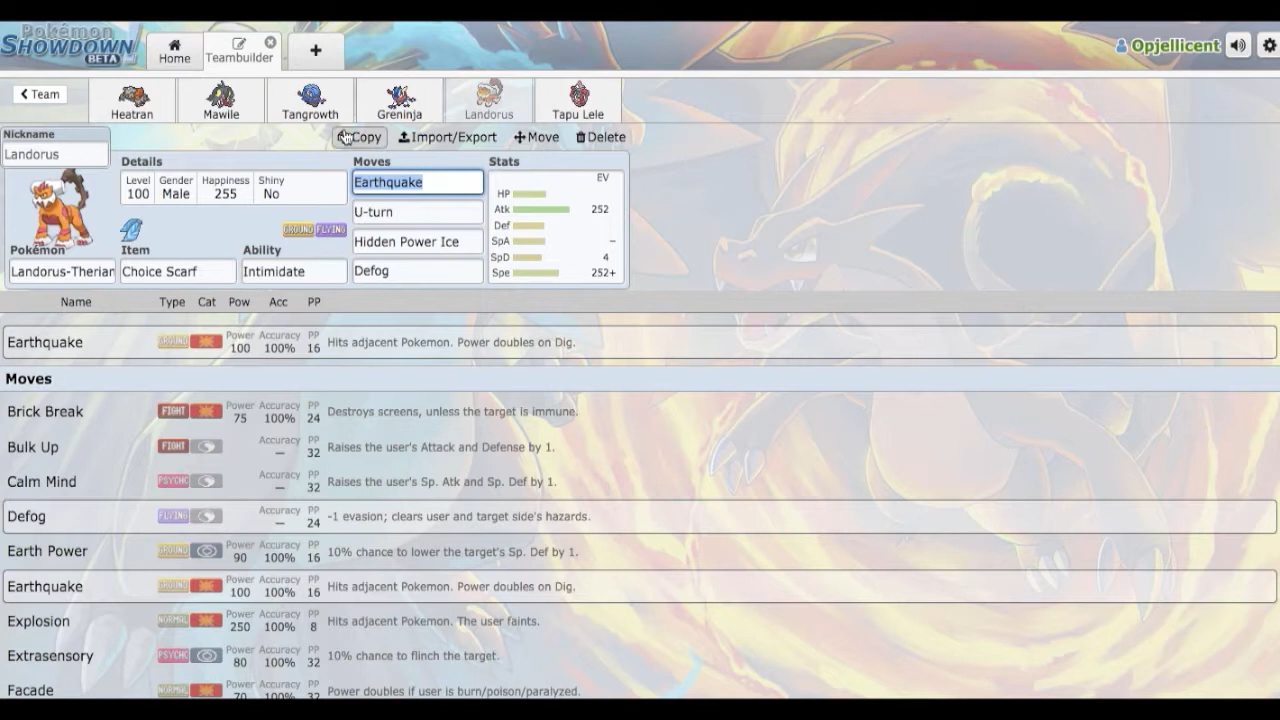 Pokémon
SHOWDOWN
BETA
Home
Teambuilder
+
Opjellicent
Team
Heatran
Mawile
Tangrowth
Greninja
Landorus
Tapu Lele
Nickname
Landorus
Copy
Import/Export
Move
Delete
Details
Moves
Stats
Level
Gender
Happiness
Shiny
100
Male
255
No
Earthquake
U-turn
Hidden Power Ice
Defog
EV
HP
Atk 252
Def
SpA –
SpD 4
Spe 252+
GROUND FLYING
Pokémon
Item
Ability
Landorus-Therian
Choice Scarf
Intimidate
Name Type Cat Pow Acc PP
Earthquake GROUND Power 100 Accuracy 100% PP 16 Hits adjacent Pokemon. Power doubles on Dig.
Moves
Brick Break FIGHT Power 75 Accuracy 100% PP 24 Destroys screens, unless the target is immune.
Bulk Up FIGHT Accuracy — PP 32 Raises the user's Attack and Defense by 1.
Calm Mind PSYCHC Accuracy — PP 32 Raises the user's Sp. Atk and Sp. Def by 1.
Defog FLYING Accuracy — PP 24 -1 evasion; clears user and target side's hazards.
Earth Power GROUND Power 90 Accuracy 100% PP 16 10% chance to lower the target's Sp. Def by 1.
Earthquake GROUND Power 100 Accuracy 100% PP 16 Hits adjacent Pokemon. Power doubles on Dig.
Explosion NORMAL Power 250 Accuracy 100% PP 8 Hits adjacent Pokemon. The user faints.
Extrasensory PSYCHC Power 80 Accuracy 100% PP 32 10% chance to flinch the target.
Facade NORMAL Power 70 Accuracy 100% PP 32 Power doubles if user is burn/poison/paralyzed.